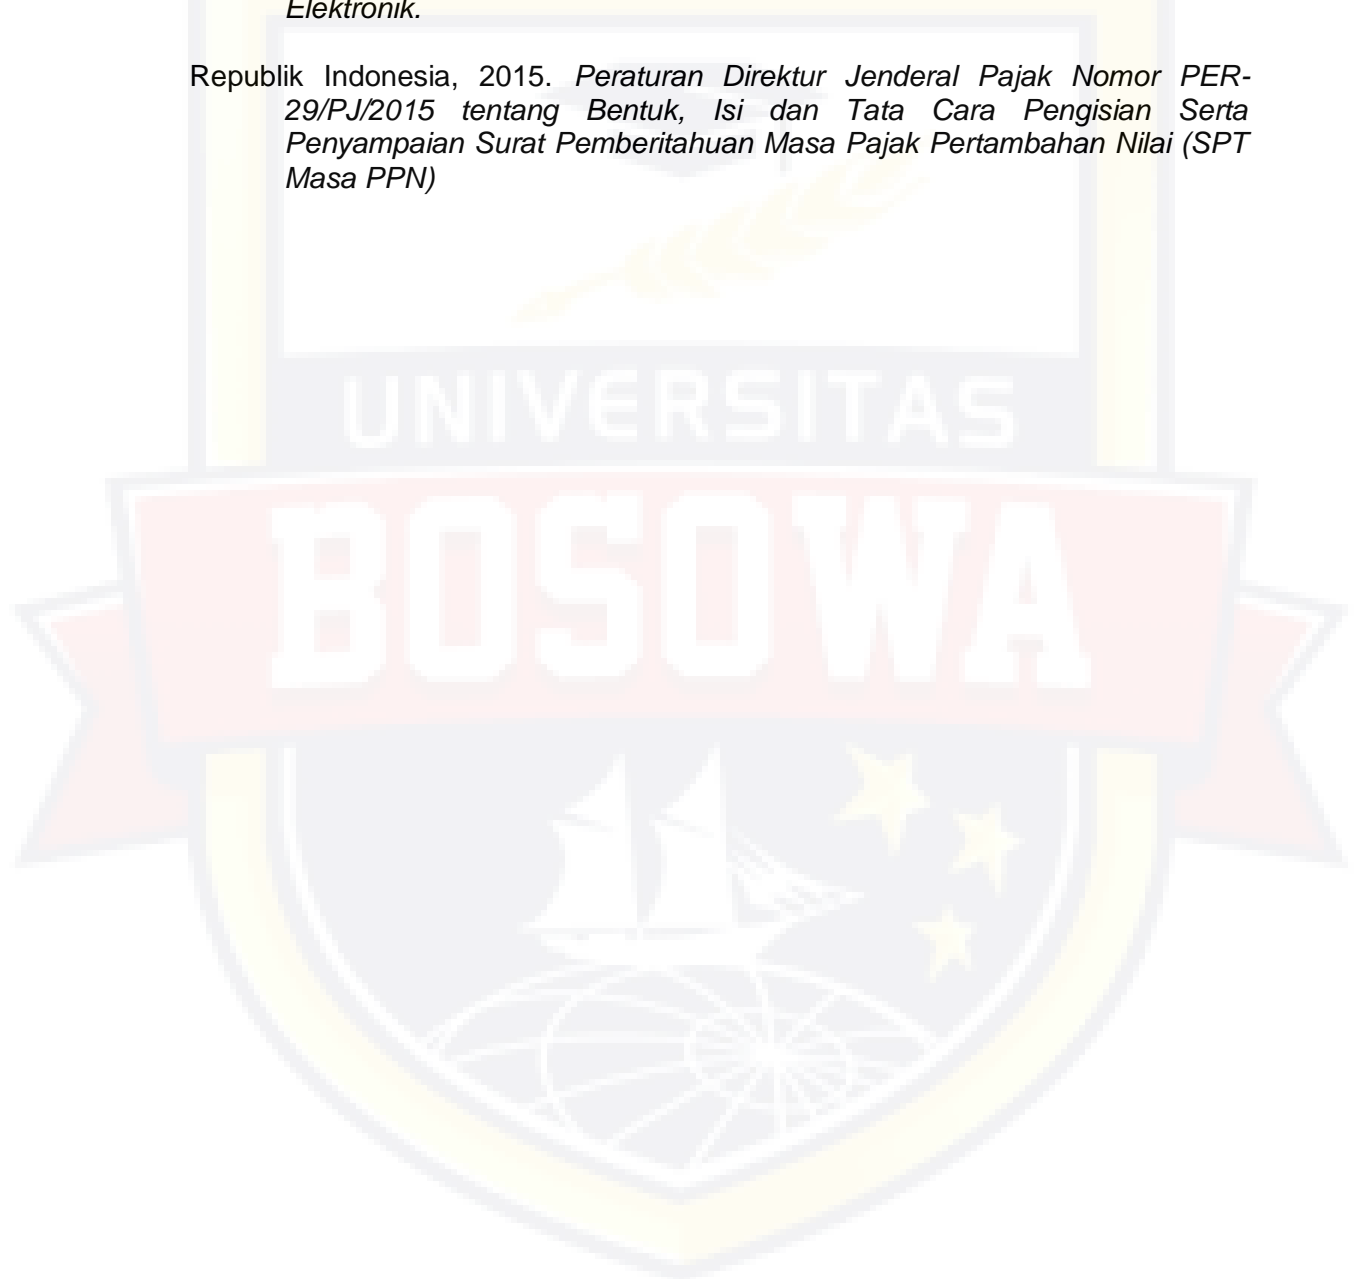 Elektronik.
Republik Indonesia, 2015. Peraturan Direktur Jenderal Pajak Nomor PER-
29/PJ/2015 tentang Bentuk, Isi dan Tata Cara Pengisian Serta
Penyampaian Surat Pemberitahuan Masa Pajak Pertambahan Nilai (SPT
Masa PPN)
UNIVERSITAS
BOSOWA